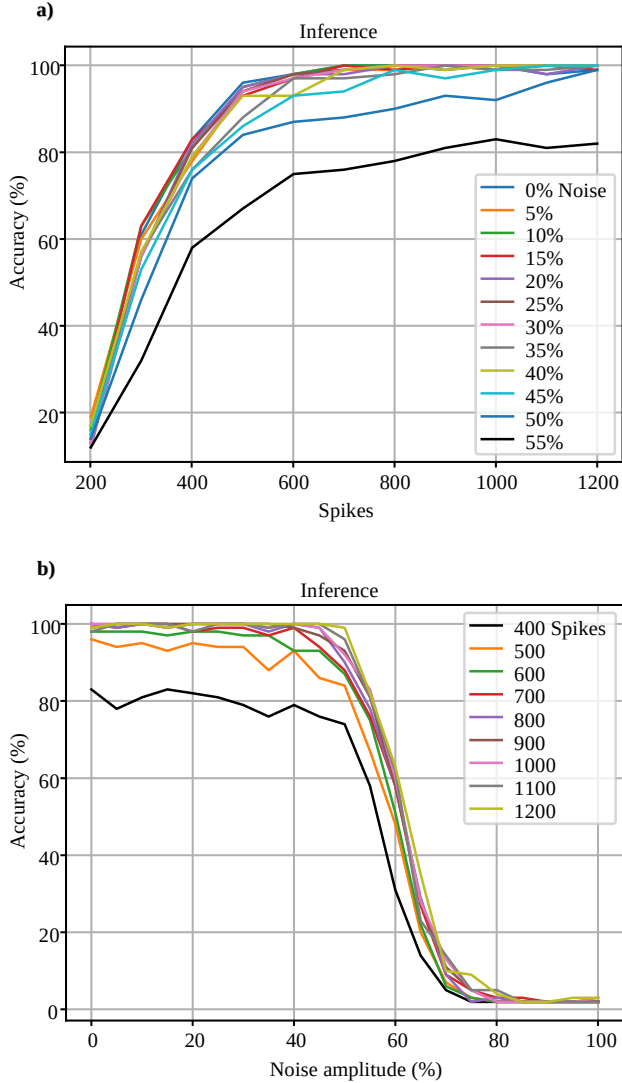 a)
Inference
Accuracy (%)
100
80
60
40
20
0% Noise
5%
10%
15%
20%
25%
30%
35%
40%
45%
50%
55%
200 400 600 800 1000 1200
Spikes
b)
Inference
Accuracy (%)
100
80
60
40
20
0
400 Spikes
500
600
700
800
900
1000
1100
1200
0 20 40 60 80 100
Noise amplitude (%)